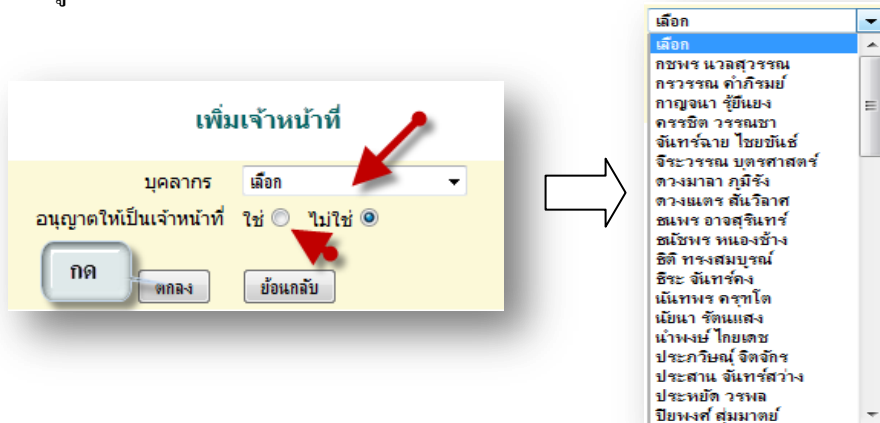 เพิ่มเจ้าหน้าที่
บุคลากร เลือก
อนุญาตให้เป็นเจ้าหน้าที่ ใช่ ไม่ใช่
กด
ตกลง ย้อนกลับ
เลือก
เลือก
กชพร นวลสุวรรณ
กรวรรณ คำภิรมย์
กาญจนา รู้ยืนยง
ครรชิต วรรณชา
จันทร์ฉาย ไชยขันธ์
จีระวรรณ บุตรศาสตร์
ดวงมาลา ภูมิรัง
ดวงเนตร สันวิลาศ
ธนพร อาจสุรินทร์
ธนัชพร หนองช้าง
ธิติ ทรงสมบูรณ์
ธีระ จันทร์คง
นันทพร ครุฑโต
นัยนา รัตนแสง
นำพงษ์ ไกยเดช
ประภวิษณุ์ จิตจักร
ประสาน จันทร์สว่าง
ประหยัด วรพล
ปิยพงศ์ สุ่มมาตย์